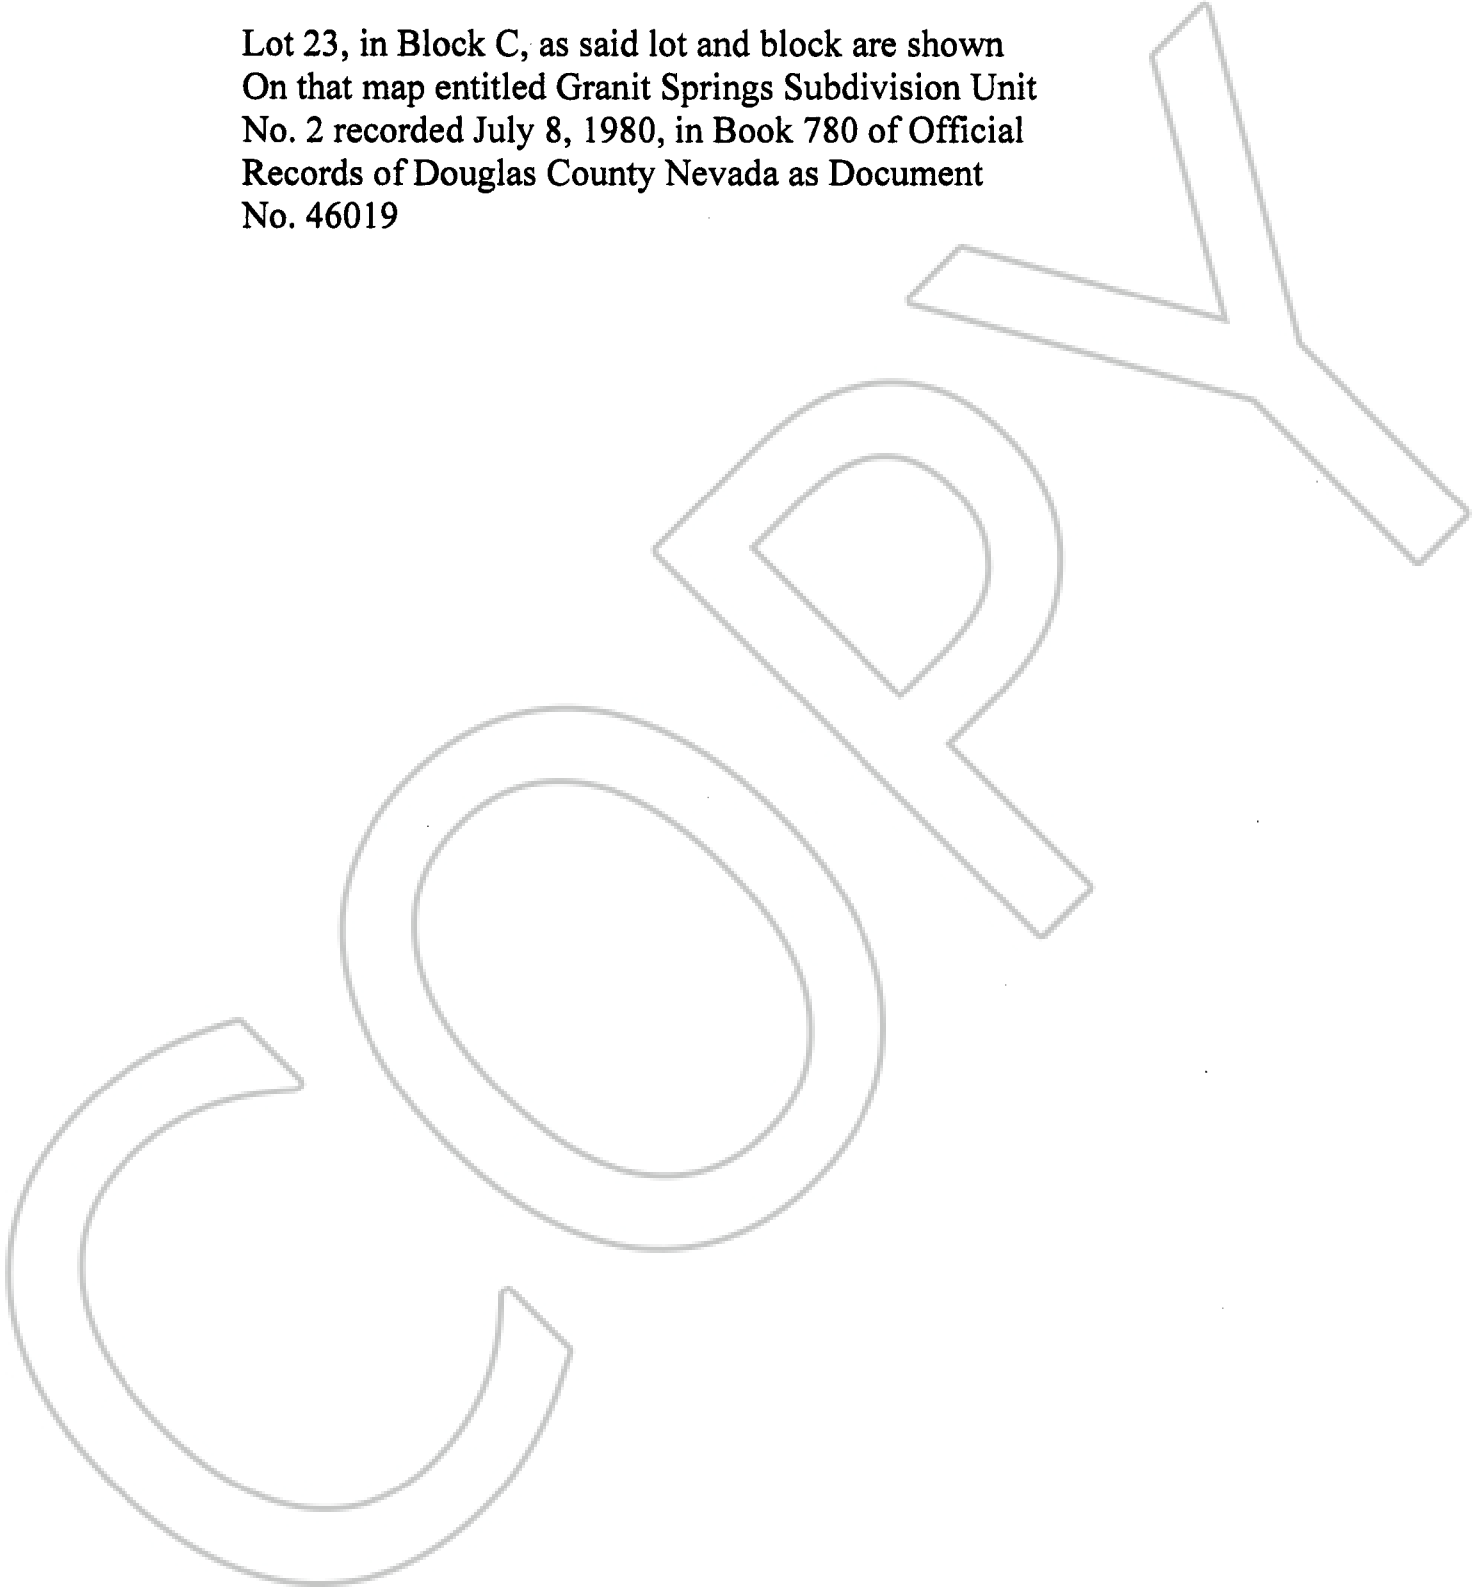 Lot 23, in Block C, as said lot and block are shown
On that map entitled Granit Springs Subdivision Unit
No. 2 recorded July 8, 1980, in Book 780 of Official
Records of Douglas County Nevada as Document
No. 46019
COPY